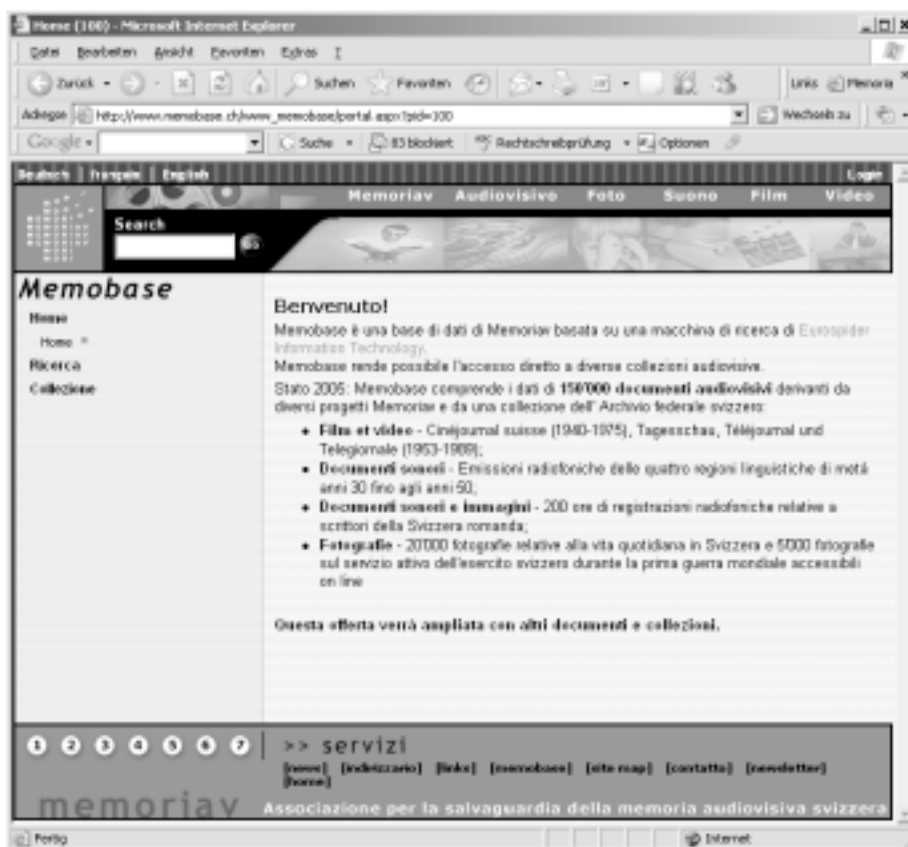 Home (100) - Microsoft Internet Explorer
Datei Bearbeiten Ansicht Favoriten Extras ?
Zurück Suchen Favoriten Links Memoria
Adresse http://www.memobase.ch/www_memobase/portal.aspx?pid=100 Wechseln zu
Google Suche 83 blockiert Rechtschreibprüfung Optionen
Deutsch | français | English Login
Memoriav Audiovisivo Foto Suono Film Video
Search
GO
Memobase
Home
Home
Ricerca
Collezione
Benvenuto!
Memobase è una base di dati di Memoriav basata su una macchina di ricerca di Eurospider
Information Technology.
Memobase rende possibile l'accesso diretto a diverse collezioni audiovisive.
Stato 2005: Memobase comprende i dati di 150'000 documenti audiovisivi derivanti da
diversi progetti Memoriav e da una collezione dell' Archivio federale svizzero:
• Film et video - Cinéjournal suisse (1940-1975), Tagesschau, Téléjournal und
Telegiornale (1953-1989);
• Documenti sonori - Emissioni radiofoniche delle quattro regioni linguistiche di metà
anni 30 fino agli anni 50;
• Documenti sonori e immagini - 200 ore di registrazioni radiofoniche relative a
scrittori della Svizzera romanda;
• Fotografie - 20'000 fotografie relative alla vita quotidiana in Svizzera e 5'000 fotografie
sul servizio attivo dell'esercito svizzero durante la prima guerra mondiale accessibili
on line
Questa offerta verrà ampliata con altri documenti e collezioni.
1 2 3 4 5 6 7 >> servizi
[news] [indirizzario] [links] [memobase] [site map] [contatto] [newsletter]
[home]
memoriav Associazione per la salvaguardia della memoria audiovisiva svizzera
Fertig Internet